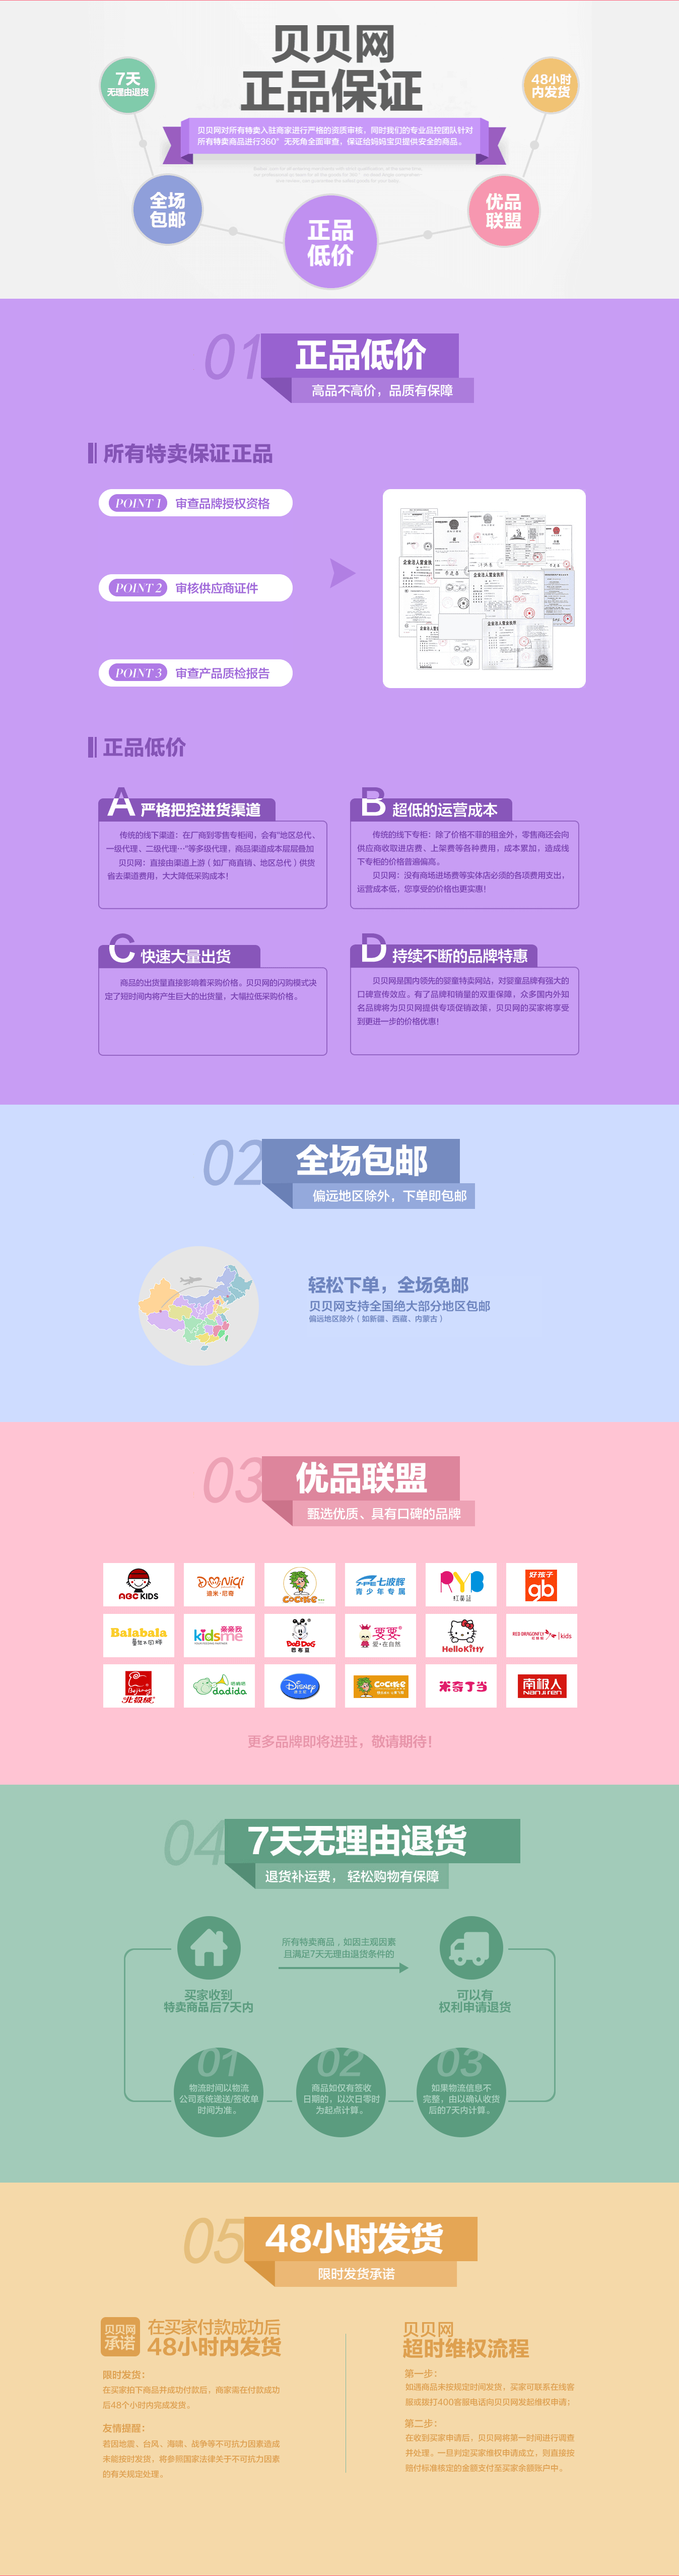 贝贝网
正品保证
7天
无理由退货
48小时
内发货
贝贝网对所有特卖入驻商家进行严格的资质审核，同时我们的专业品控团队针对
所有特卖商品进行360°无死角全面审查，保证给妈妈宝贝提供安全的商品。
全场
包邮
正品
低价
优品
联盟
01
正品低价
高品不高价，品质有保障
所有特卖保证正品
POINT 1 审查品牌授权资格
POINT 2 审核供应商证件
POINT 3 审查产品质检报告
正品低价
A 严格把控进货渠道
传统的线下渠道：在厂商到零售专柜间，会有"地区总代、
一级代理、二级代理…"等多级代理，商品渠道成本层层叠加
贝贝网：直接由渠道上游（如厂商直销、地区总代）供货
省去渠道费用，大大降低采购成本！
B 超低的运营成本
传统的线下专柜：除了价格不菲的租金外，零售商还会向
供应商收取进店费、上架费等各种费用，成本累加，造成线
下专柜的价格普遍偏高。
贝贝网：没有商场进场费等实体店必须的各项费用支出，
运营成本低，您享受的价格也更实惠！
C 快速大量出货
商品的出货量直接影响着采购价格。贝贝网的闪购模式决
定了短时间内将产生巨大的出货量，大幅拉低采购价格。
D 持续不断的品牌特惠
贝贝网是国内领先的婴童特卖网站，对婴童品牌有强大的
口碑宣传效应。有了品牌和销量的双重保障，众多国内外知
名品牌将为贝贝网提供专项促销政策，贝贝网的买家将享受
到更进一步的价格优惠！
02
全场包邮
偏远地区除外，下单即包邮
轻松下单，全场免邮
贝贝网支持全国绝大部分地区包邮
偏远地区除外（如新疆、西藏、内蒙古）
03
优品联盟
甄选优质、具有口碑的品牌
ABC KIDS
DONiQi
迪米·尼奇
COCOKE
七波辉
青少年专属
RYB
红黄蓝
好孩子
gb
Balabala
kidsme
亲亲我
DabDog
巴布豆
雯雯
爱·在自然
HelloKitty
RED DRAGONFLY kids
Beijirog
北极绒
dadida
Disney
COCOKE
米奇丁当
南极人
NanJiren
更多品牌即将进驻，敬请期待！
04
7天无理由退货
退货补运费，轻松购物有保障
所有特卖商品，如因主观因素
且满足7天无理由退货条件的
买家收到
特卖商品后7天内
可以有
权利申请退货
01
物流时间以物流
公司系统递送/签收单
时间为准。
02
商品如仅有签收
日期的，以次日零时
为起点计算。
03
如果物流信息不
完整，由以确认收货
后的7天内计算。
05
48小时发货
限时发货承诺
贝贝网
承诺
在买家付款成功后
48小时内发货
限时发货：
在买家拍下商品并成功付款后，商家需在付款成功
后48个小时内完成发货。
友情提醒：
若因地震、台风、海啸、战争等不可抗力因素造成
未能按时发货，将参照国家法律关于不可抗力因素
的有关规定处理。
贝贝网
超时维权流程
第一步：
如遇商品未按规定时间发货，买家可联系在线客
服或拨打400客服电话向贝贝网发起维权申请；
第二步：
在收到买家申请后，贝贝网将第一时间进行调查
并处理。一旦判定买家维权申请成立，则直接按
赔付标准核定的金额支付至买家余额账户中。